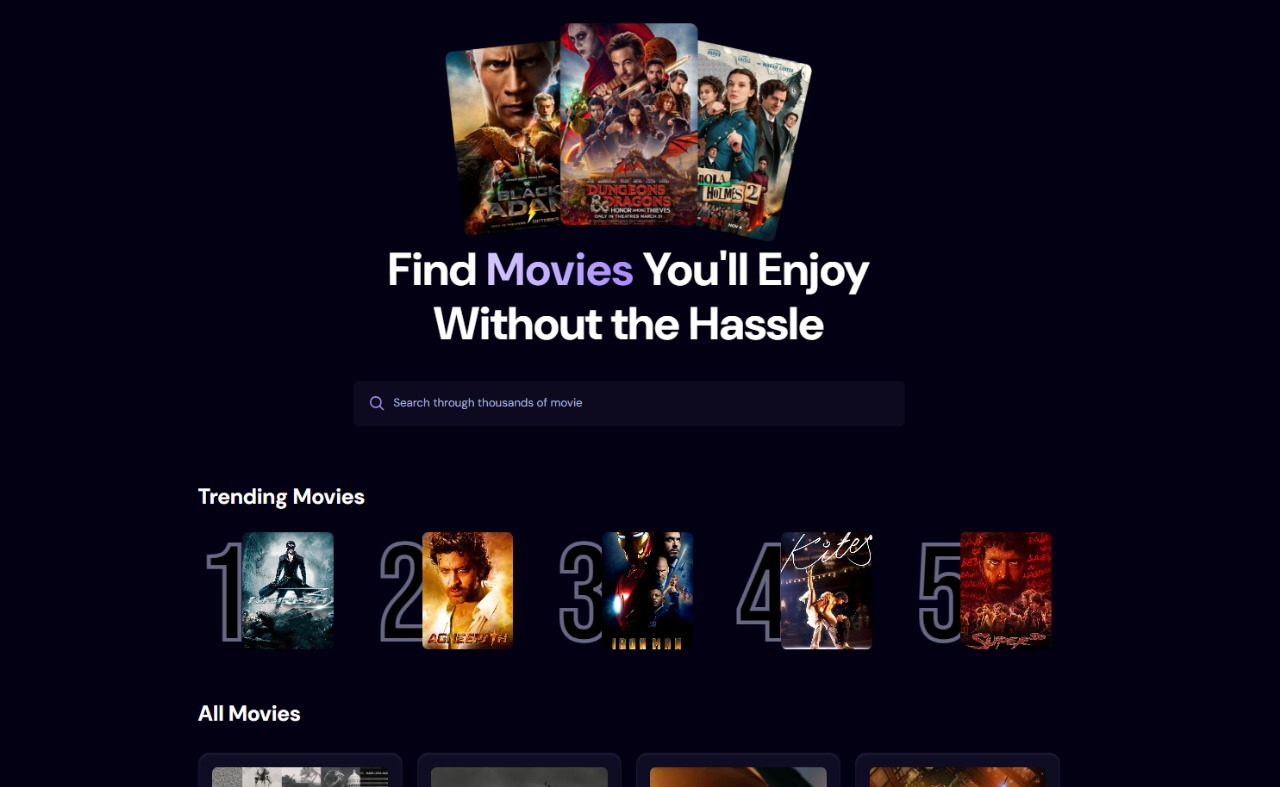 BLACK
ADAM
DUNGEONS
& DRAGONS
HONOR AMONG THIEVES
ONLY IN THEATRES MARCH 31
HOLMES 2
NOV 4
Find Movies You'll Enjoy
Without the Hassle
Search through thousands of movie
Trending Movies
1
2
AGNEEPATH
3
IRON MAN
4
Kites
5
SUPER 30
All Movies